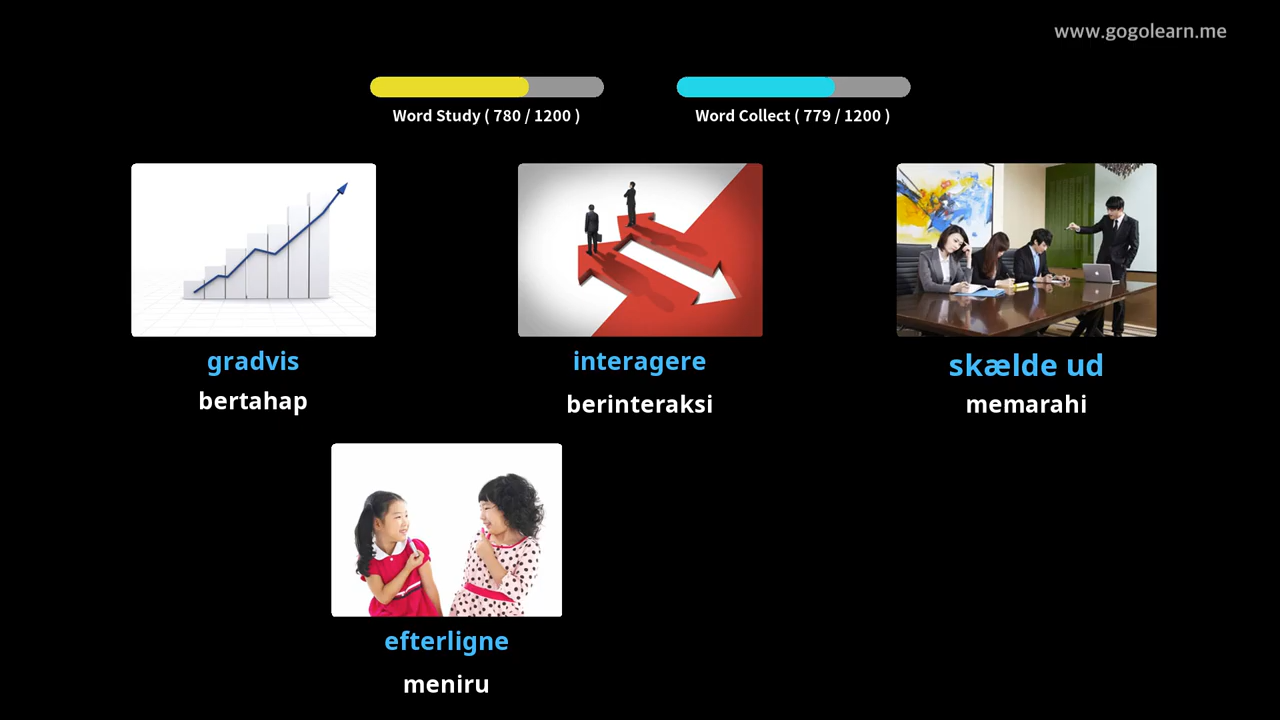 www.gogolearn.me
Word Study ( 780 / 1200 )
Word Collect ( 779 / 1200 )
gradvis
bertahap
interagere
berinteraksi
skælde ud
memarahi
efterligne
meniru